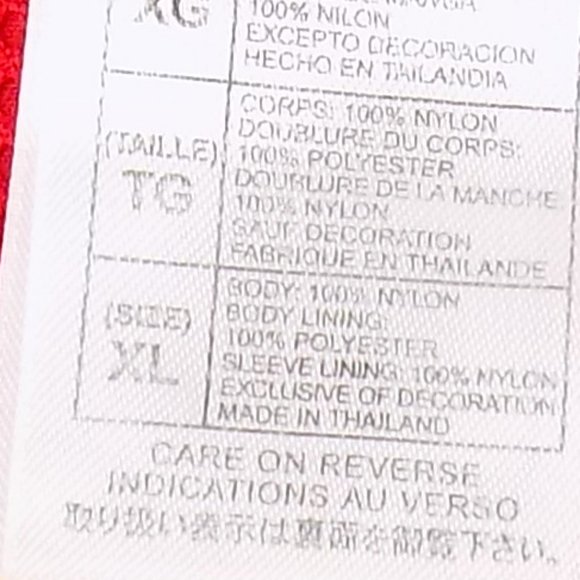 XG
100% NILON
EXCEPTO DECORACION
HECHO EN TAILANDIA
(TAILLE)
TG
CORPS: 100% NYLON
DOUBLURE DU CORPS:
100% POLYESTER
DOUBLURE DE LA MANCHE
100% NYLON
SAUF DECORATION
FABRIQUE EN THAILANDE
(SIZE)
XL
BODY: 100% NYLON
BODY LINING:
100% POLYESTER
SLEEVE LINING: 100% NYLON
EXCLUSIVE OF DECORATION
MADE IN THAILAND
CARE ON REVERSE
INDICATIONS AU VERSO
取り扱い表示は裏面を御覧下さい。